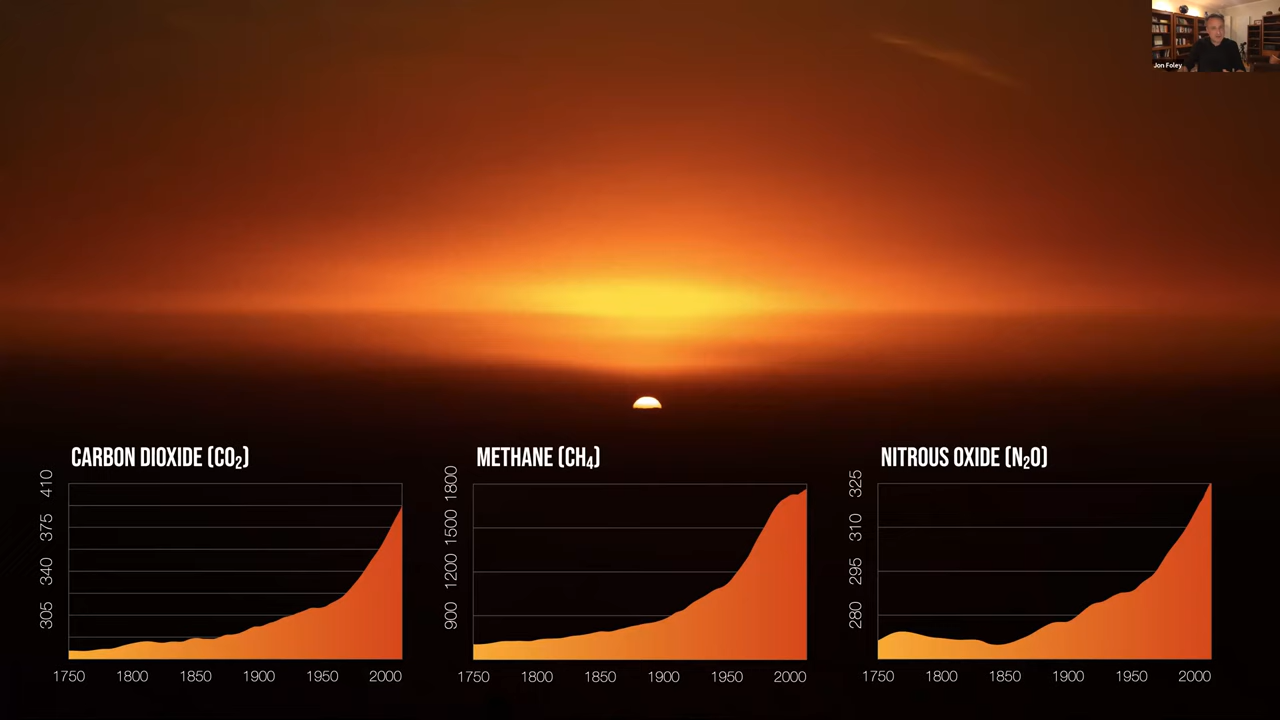 Jon Foley
CARBON DIOXIDE (CO₂)
410
375
340
305
1750 1800 1850 1900 1950 2000
METHANE (CH₄)
1800
1500
1200
900
1750 1800 1850 1900 1950 2000
NITROUS OXIDE (N₂O)
325
310
295
280
1750 1800 1850 1900 1950 2000